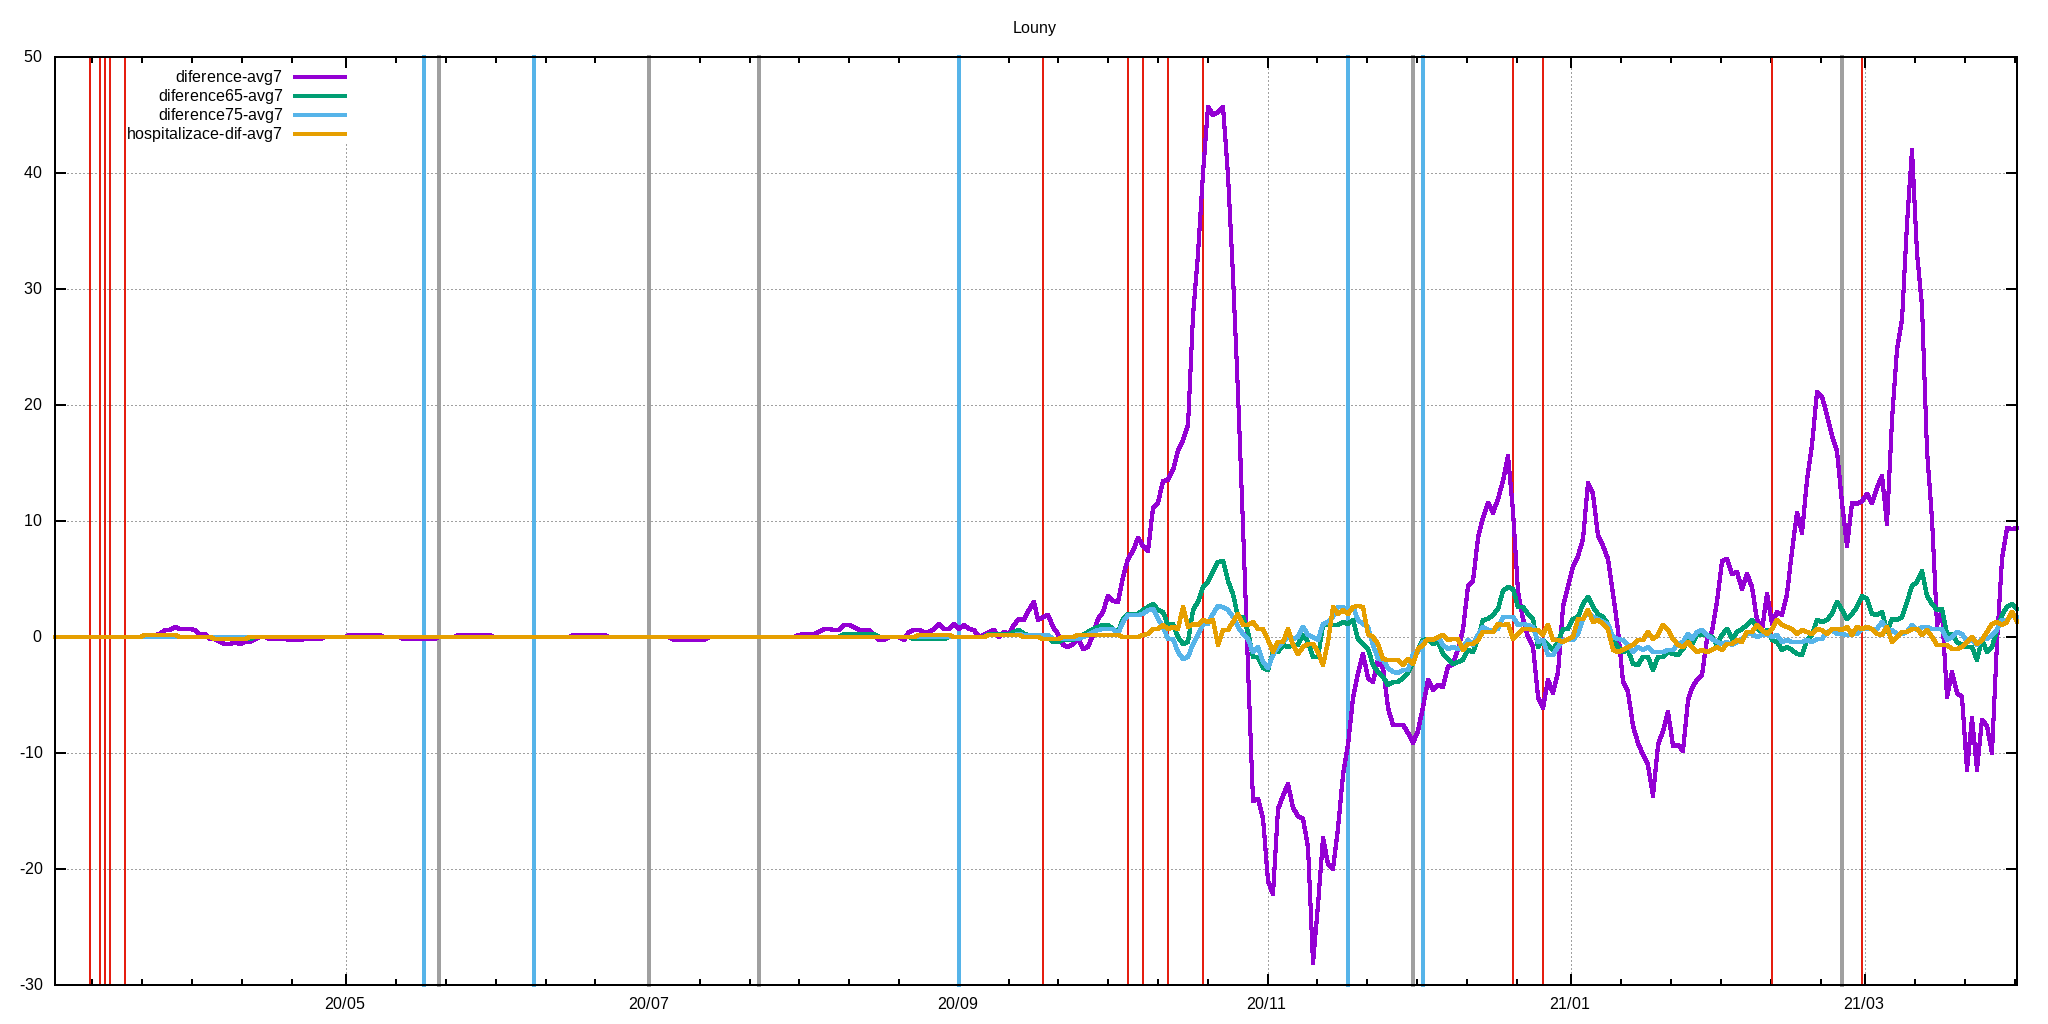 Louny
50
40
30
20
10
0
-10
-20
-30
diference-avg7
diference65-avg7
diference75-avg7
hospitalizace-dif-avg7
20/05 20/07 20/09 20/11 21/01 21/03